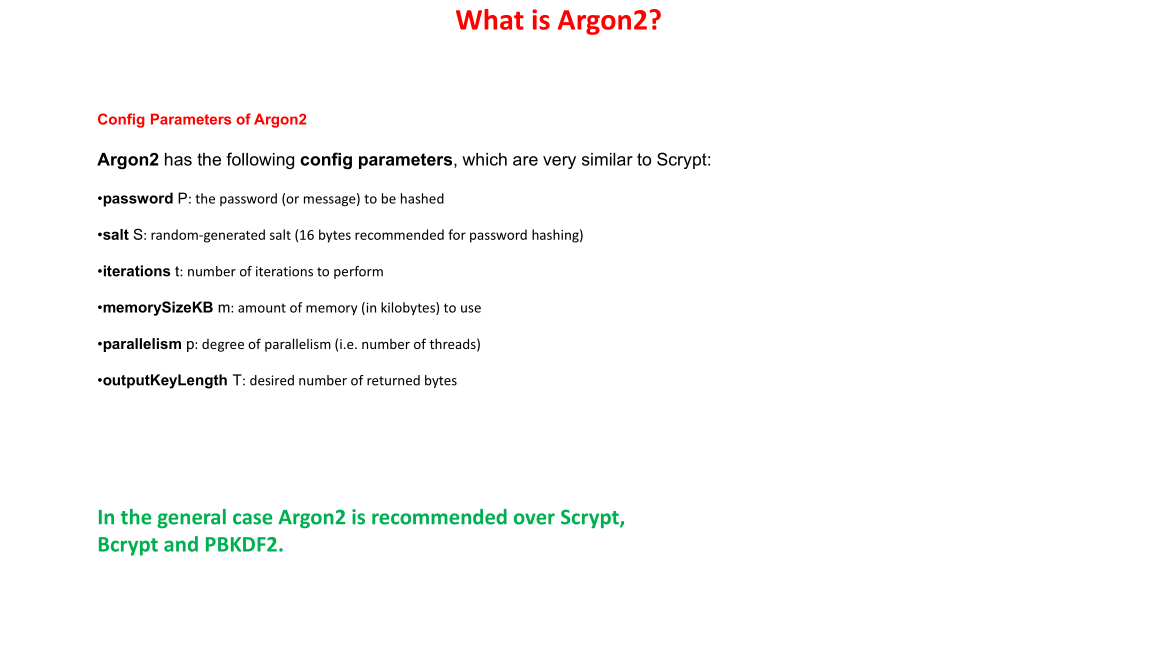 What is Argon2?
Config Parameters of Argon2
Argon2 has the following config parameters, which are very similar to Scrypt:
•password P: the password (or message) to be hashed
•salt S: random-generated salt (16 bytes recommended for password hashing)
•iterations t: number of iterations to perform
•memorySizeKB m: amount of memory (in kilobytes) to use
•parallelism p: degree of parallelism (i.e. number of threads)
•outputKeyLength T: desired number of returned bytes
In the general case Argon2 is recommended over Scrypt,
Bcrypt and PBKDF2.